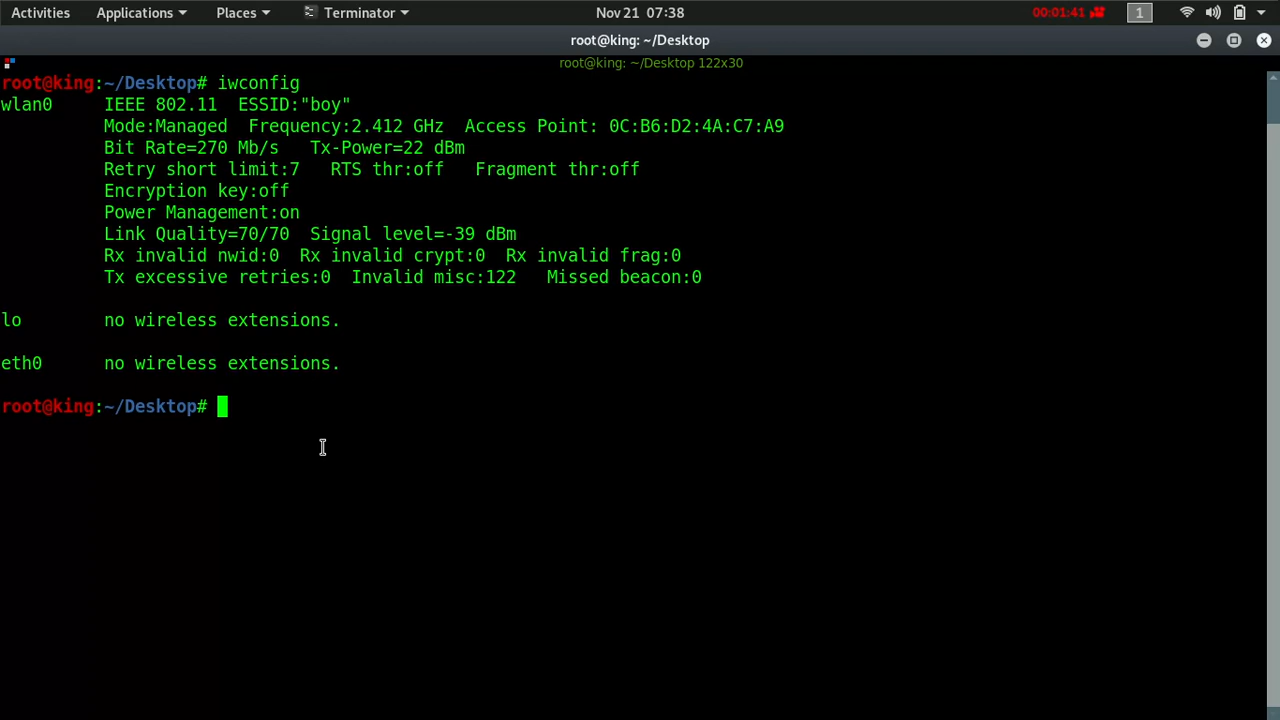 Activities Applications Places Terminator Nov 21 07:38 00:01:41 1
root@king: ~/Desktop
root@king: ~/Desktop 122x30
root@king:~/Desktop# iwconfig
wlan0     IEEE 802.11  ESSID:"boy"
          Mode:Managed  Frequency:2.412 GHz  Access Point: 0C:B6:D2:4A:C7:A9
          Bit Rate=270 Mb/s   Tx-Power=22 dBm
          Retry short limit:7   RTS thr:off   Fragment thr:off
          Encryption key:off
          Power Management:on
          Link Quality=70/70  Signal level=-39 dBm
          Rx invalid nwid:0  Rx invalid crypt:0  Rx invalid frag:0
          Tx excessive retries:0  Invalid misc:122   Missed beacon:0
lo        no wireless extensions.
eth0      no wireless extensions.
root@king:~/Desktop#